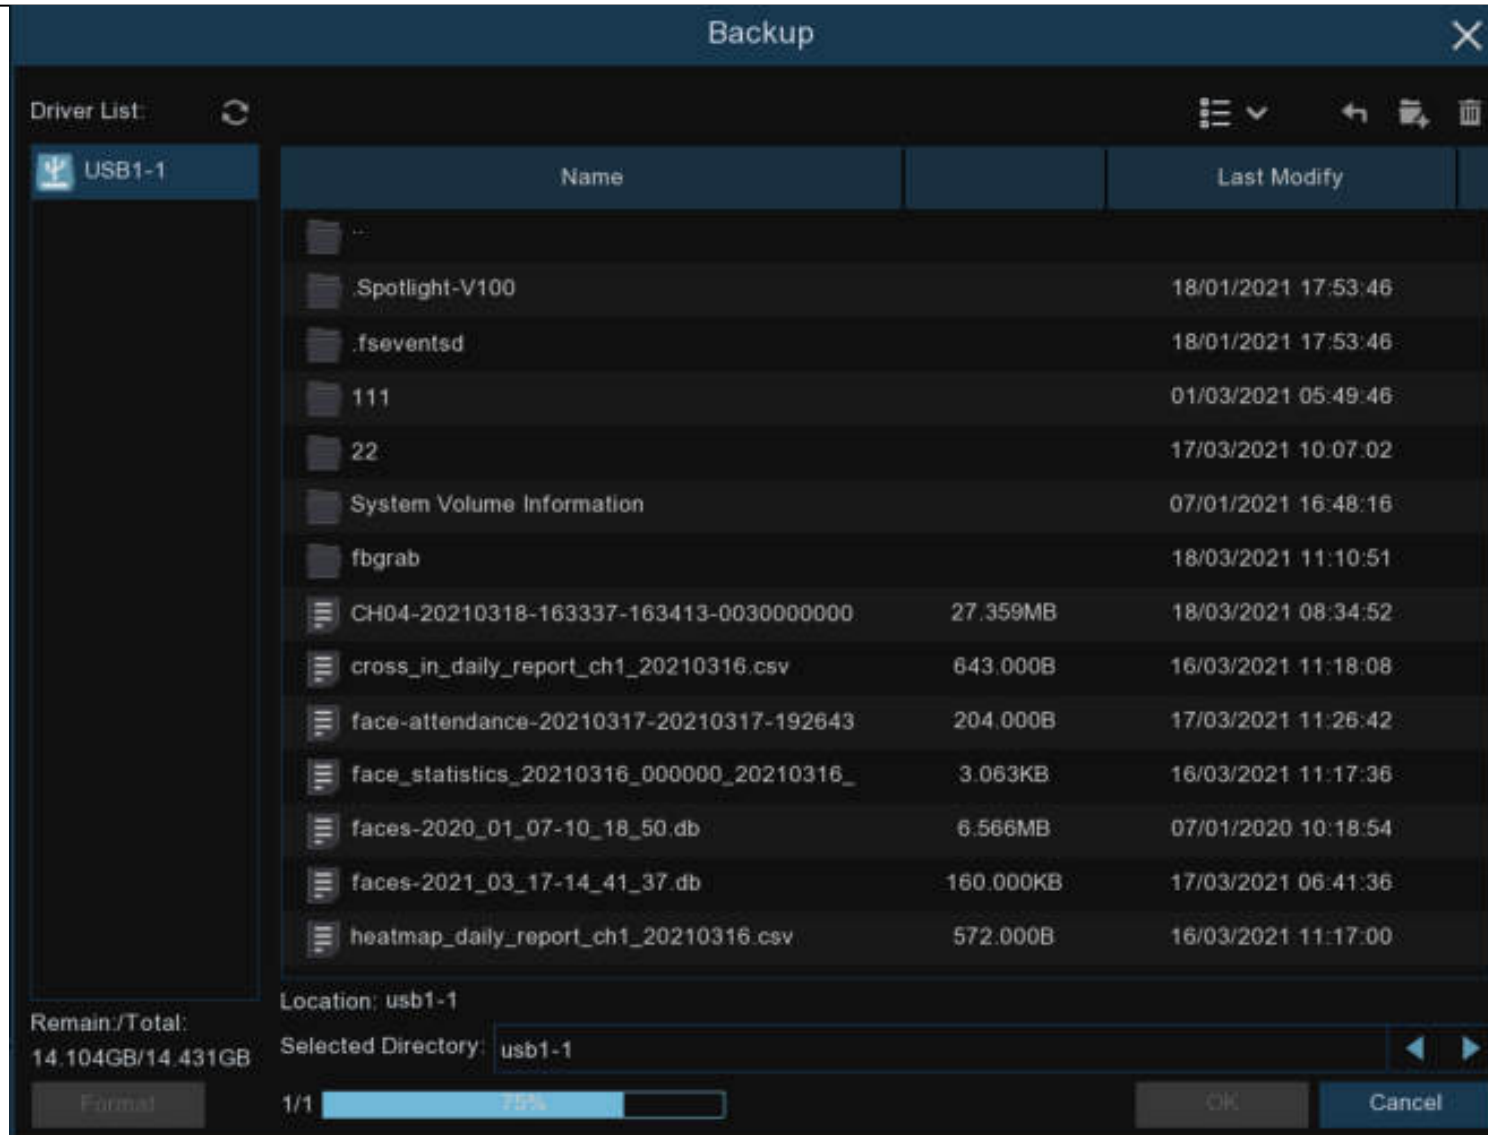 Backup
Driver List:
USB1-1
Name Last Modify
..
.Spotlight-V100 18/01/2021 17:53:46
.fseventsd 18/01/2021 17:53:46
111 01/03/2021 05:49:46
22 17/03/2021 10:07:02
System Volume Information 07/01/2021 16:48:16
fbgrab 18/03/2021 11:10:51
CH04-20210318-163337-163413-0030000000 27.359MB 18/03/2021 08:34:52
cross_in_daily_report_ch1_20210316.csv 643.000B 16/03/2021 11:18:08
face-attendance-20210317-20210317-192643 204.000B 17/03/2021 11:26:42
face_statistics_20210316_000000_20210316_ 3.063KB 16/03/2021 11:17:36
faces-2020_01_07-10_18_50.db 6.566MB 07/01/2020 10:18:54
faces-2021_03_17-14_41_37.db 160.000KB 17/03/2021 06:41:36
heatmap_daily_report_ch1_20210316.csv 572.000B 16/03/2021 11:17:00
Location: usb1-1
Remain:/Total:
14.104GB/14.431GB
Selected Directory: usb1-1
Format 1/1 75% OK Cancel